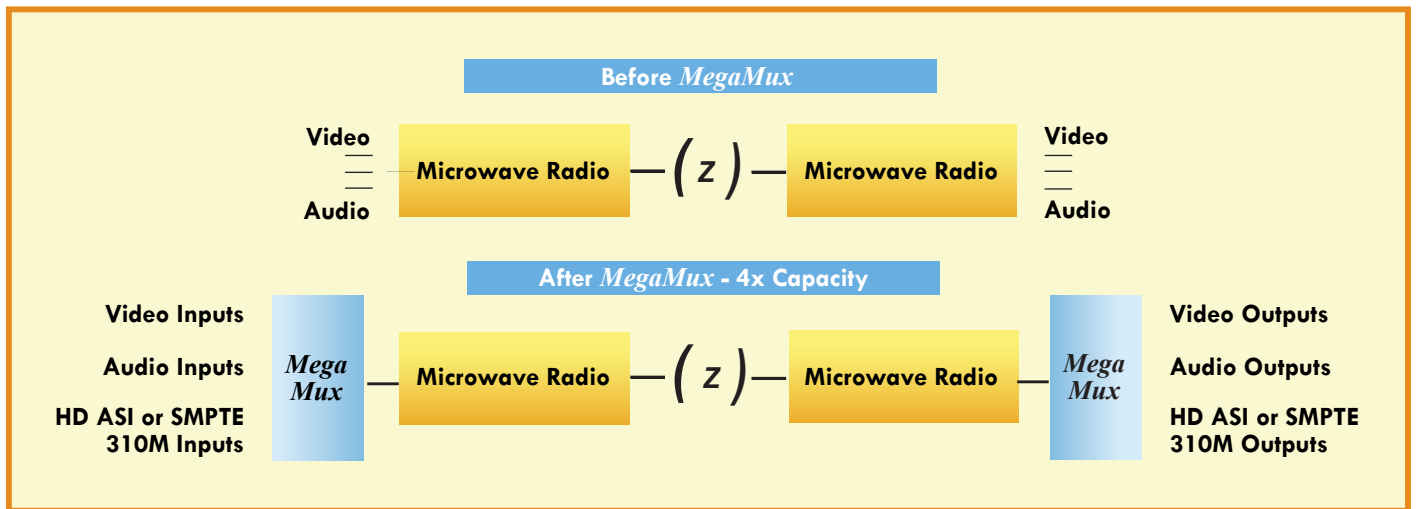 Before MegaMux
Video
Audio
Microwave Radio
( z )
Microwave Radio
Video
Audio
After MegaMux - 4x Capacity
Video Inputs
Audio Inputs
HD ASI or SMPTE
310M Inputs
Mega
Mux
Microwave Radio
( z )
Microwave Radio
Mega
Mux
Video Outputs
Audio Outputs
HD ASI or SMPTE
310M Outputs